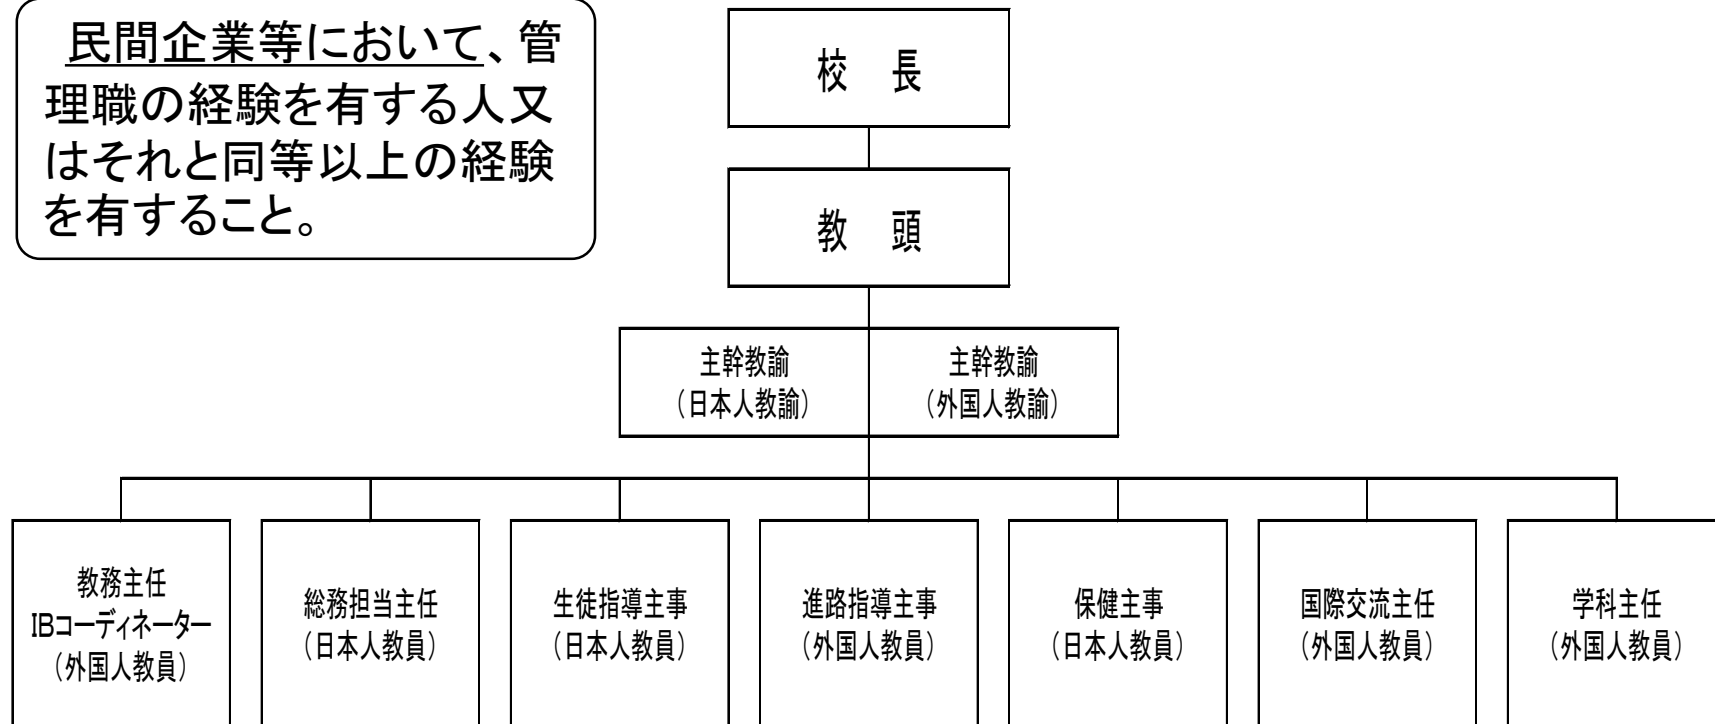 民間企業等において、管
理職の経験を有する人又
はそれと同等以上の経験
を有すること。
校　長
教　頭
主幹教諭
（日本人教諭）
主幹教諭
（外国人教諭）
教務主任
IBコーディネーター
（外国人教員）
総務担当主任
（日本人教員）
生徒指導主事
（日本人教員）
進路指導主事
（外国人教員）
保健主事
（日本人教員）
国際交流主任
（外国人教員）
学科主任
（外国人教員）